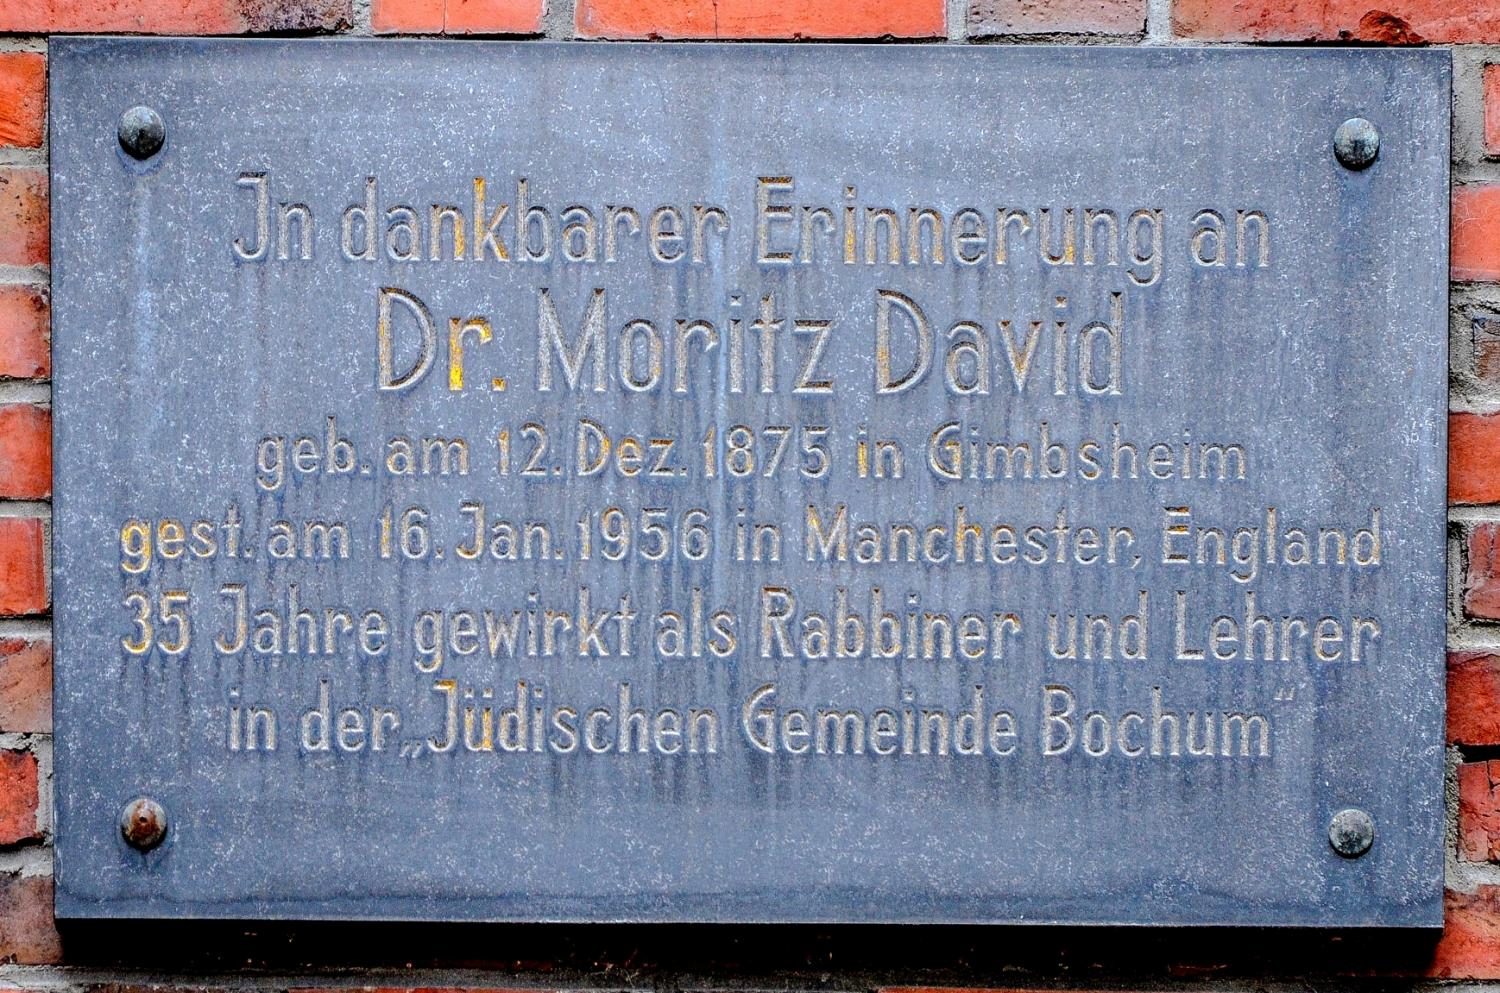 Jn dankbarer Erinnerung an
Dr. Moritz David
geb. am 12. Dez. 1875 in Gimbsheim
gest. am 16. Jan. 1956 in Manchester, England
35 Jahre gewirkt als Rabbiner und Lehrer
in der „Jüdischen Gemeinde Bochum“